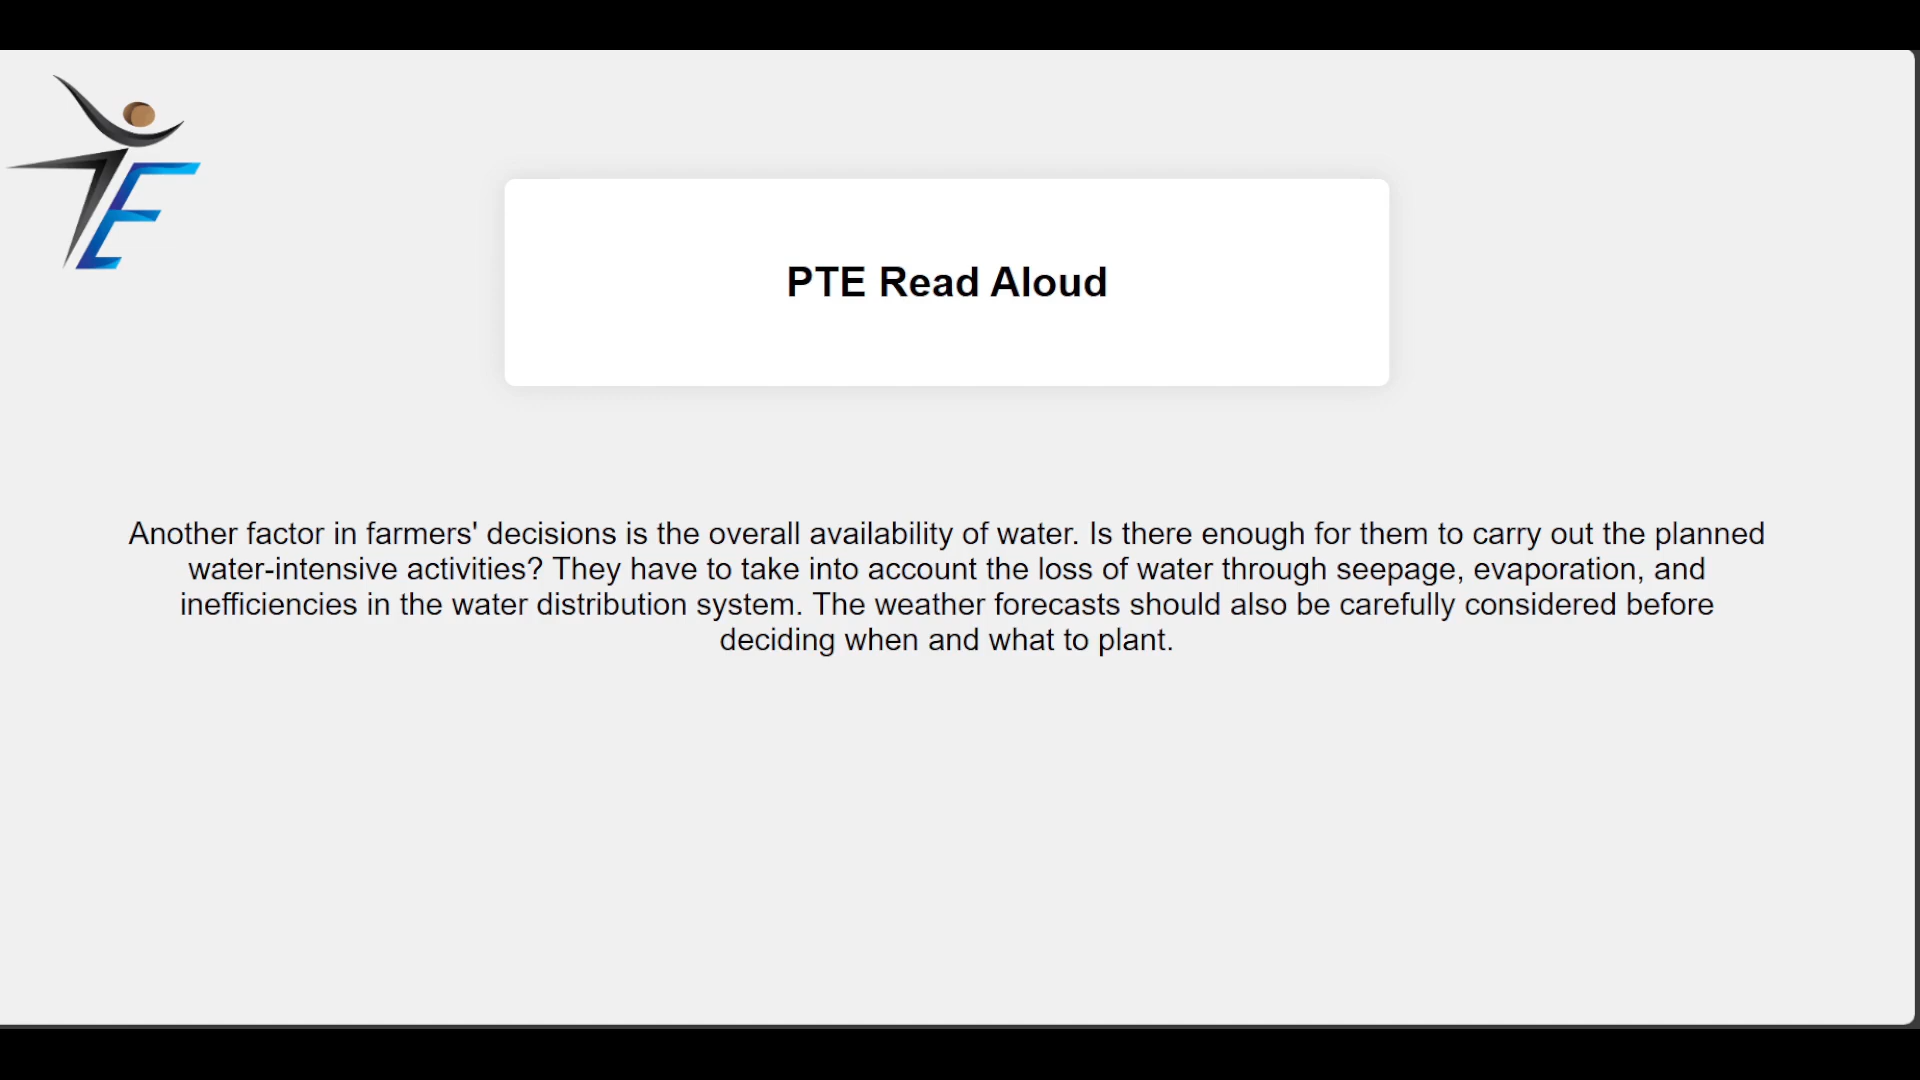 PTE Read Aloud
Another factor in farmers' decisions is the overall availability of water. Is there enough for them to carry out the planned
water-intensive activities? They have to take into account the loss of water through seepage, evaporation, and
inefficiencies in the water distribution system. The weather forecasts should also be carefully considered before
deciding when and what to plant.